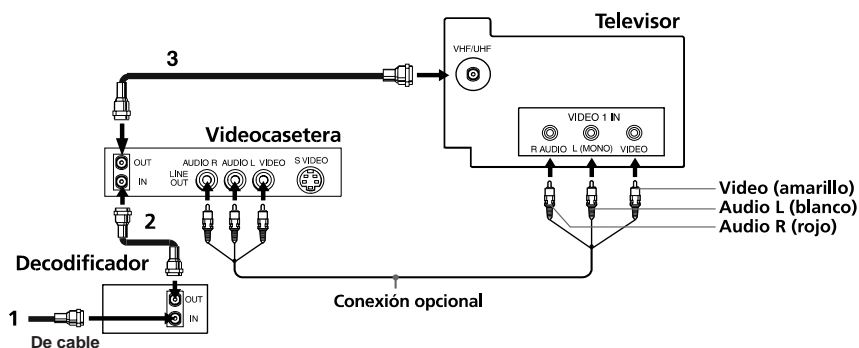 Televisor
VHF/UHF
3
VIDEO 1 IN
R AUDIO L (MONO) VIDEO
Videocasetera
OUT
IN
LINE OUT
AUDIO R AUDIO L VIDEO
S VIDEO
Video (amarillo)
Audio L (blanco)
Audio R (rojo)
2
Decodificador
OUT
IN
Conexión opcional
1
De cable